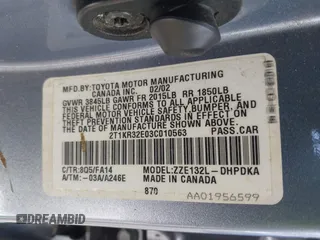 MFD.BY: TOYOTA MOTOR MANUFACTURING
CANADA INC. 02/02
GVWR 3845LB GAWR FR 2015LB RR 1850LB
THIS VEHICLE CONFORMS TO ALL APPLICABLE
FEDERAL MOTOR VEHICLE SAFETY, BUMPER, AND
THEFT PREVENTION STANDARDS IN EFFECT ON
THE DATE OF MANUFACTURE SHOWN ABOVE.
2T1KR32E03C010563 PASS.CAR
C/TR:8Q5/FA14 MODEL:ZZE132L-DHPDKA
A/TM:-03A/A246E MADE IN CANADA
870 AA01956599